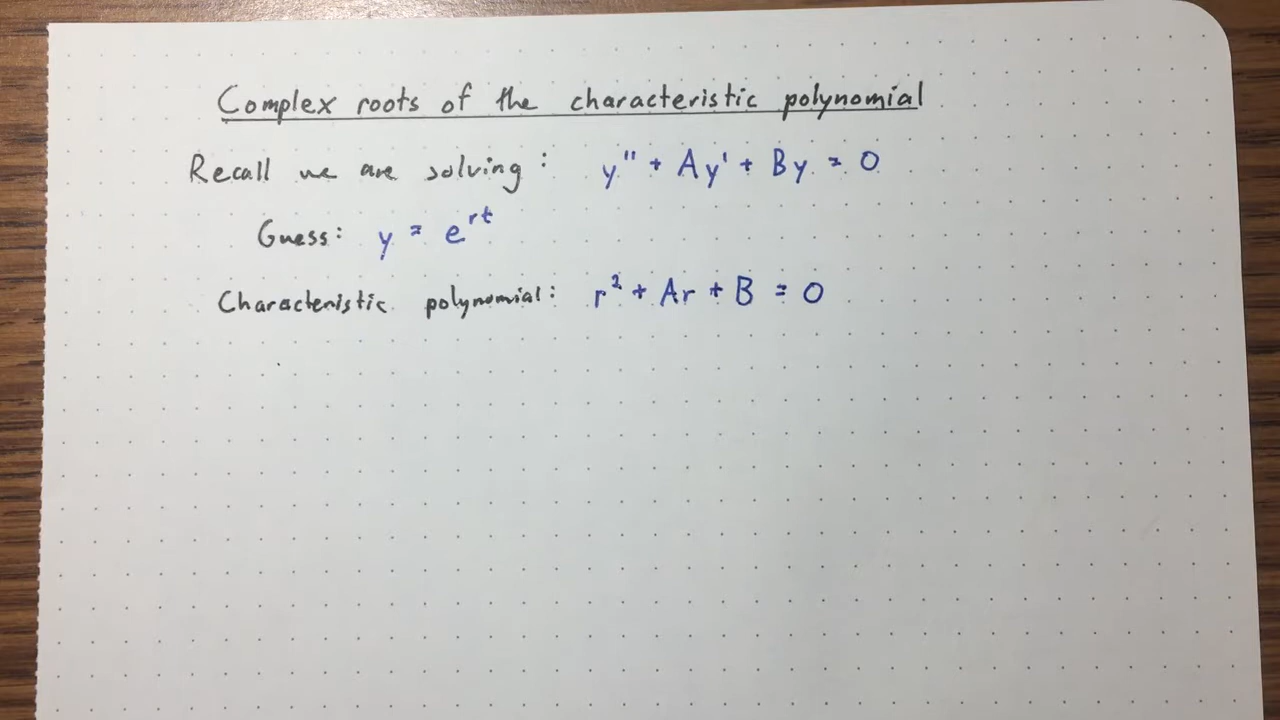 Complex roots of the characteristic polynomial
Recall we are solving: y'' + Ay' + By = 0
Guess: y = e^{rt}
Characteristic polynomial: r² + Ar + B = 0